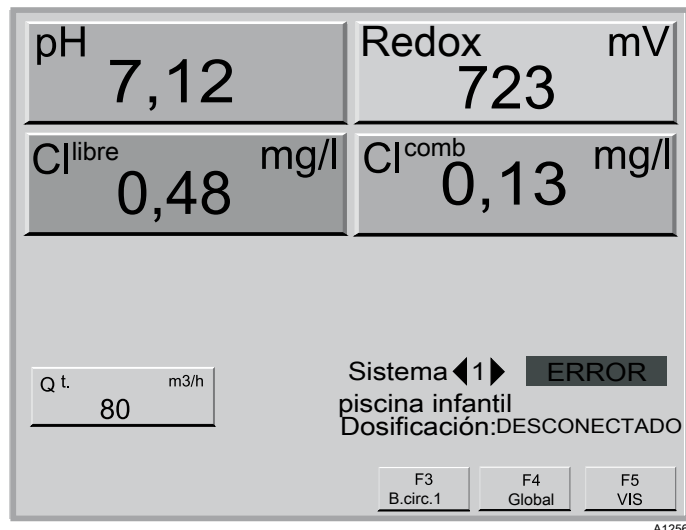 pH
7,12
Redox mV
723
Cl libre mg/l
0,48
Cl comb mg/l
0,13
Q t. m3/h
80
Sistema 1 ERROR
piscina infantil
Dosificación:DESCONECTADO
F3
B.circ.1
F4
Global
F5
VIS
A1256